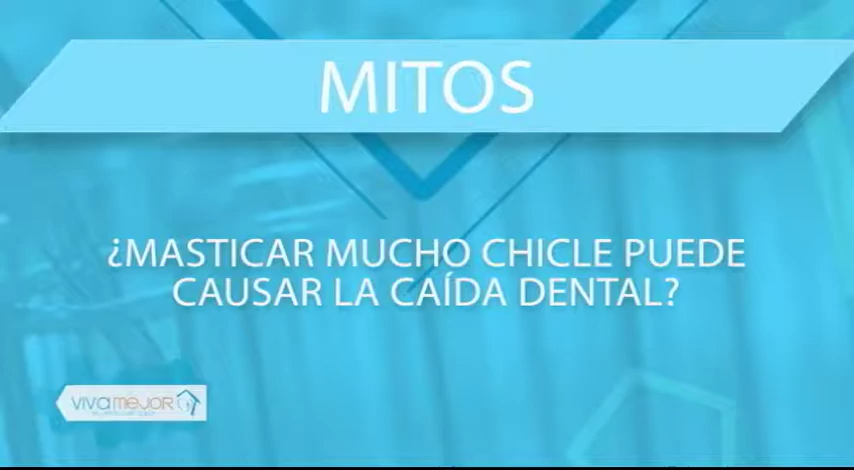 MITOS
¿MASTICAR MUCHO CHICLE PUEDE
CAUSAR LA CAÍDA DENTAL?
VIVA MEJOR